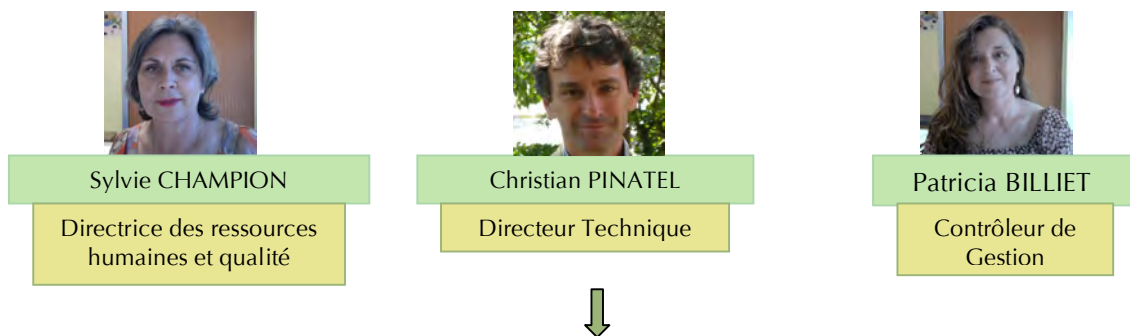 Sylvie CHAMPION
Directrice des ressources
humaines et qualité
Christian PINATEL
Directeur Technique
Patricia BILLIET
Contrôleur de
Gestion